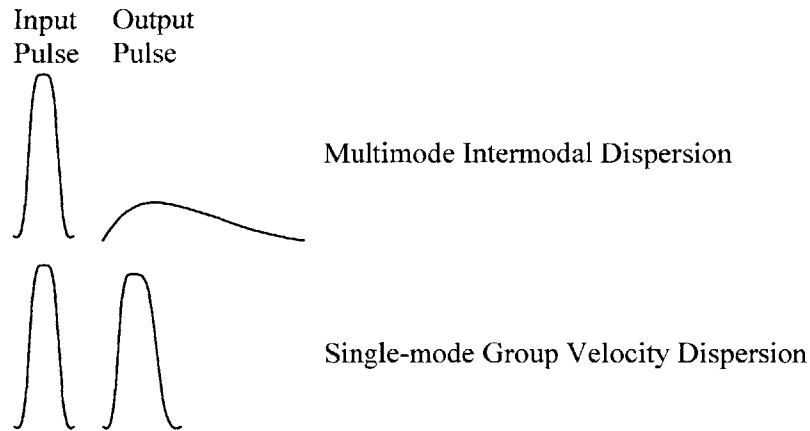 Input Output
Pulse Pulse
Multimode Intermodal Dispersion
Single-mode Group Velocity Dispersion